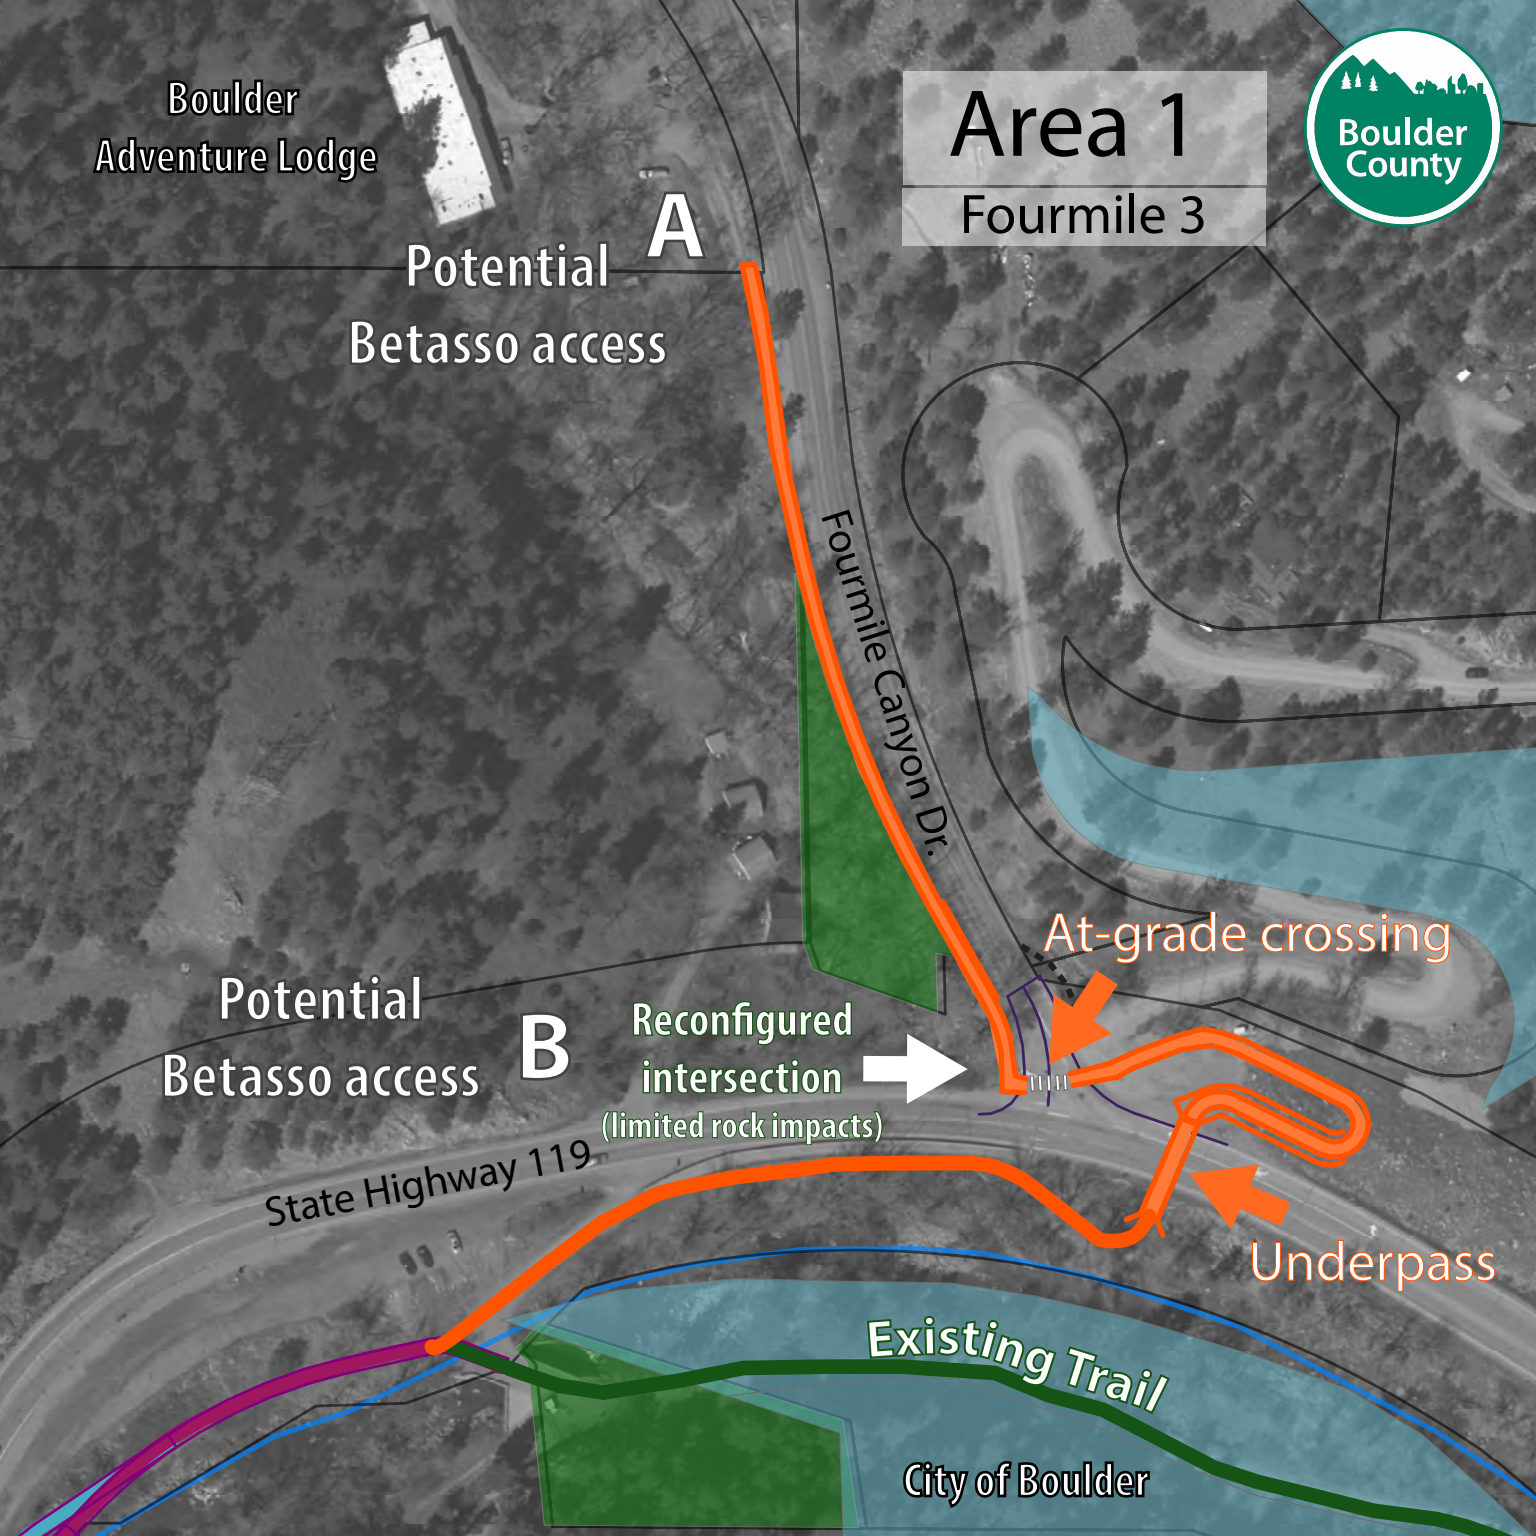 Boulder
Adventure Lodge
Area 1
Fourmile 3
Boulder
County
A
Potential
Betasso access
Fourmile Canyon Dr.
At-grade crossing
Potential
Betasso access
B
Reconfigured
intersection
(limited rock impacts)
State Highway 119
Underpass
Existing Trail
City of Boulder